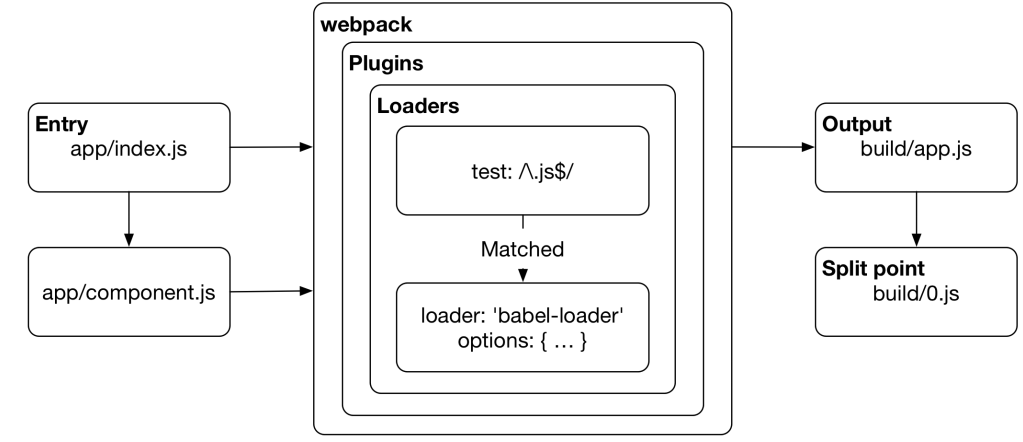 webpack
Plugins
Loaders
Entry
app/index.js
test: /\.js$/
Matched
app/component.js
loader: 'babel-loader'
options: { ... }
Output
build/app.js
Split point
build/0.js